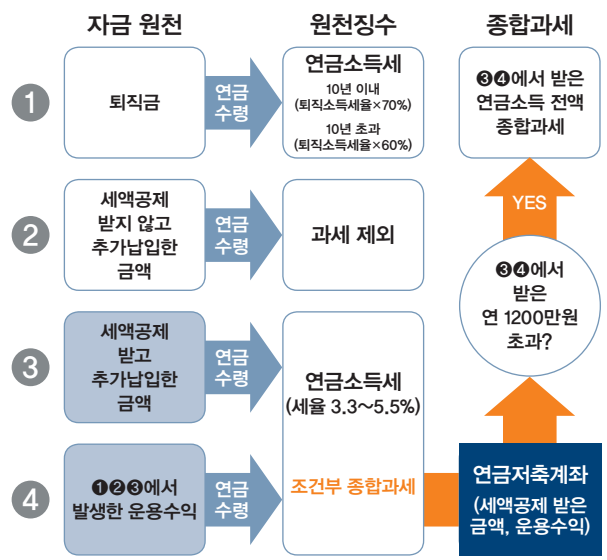 자금 원천
원천징수
종합과세
1
퇴직금
연금
수령
연금소득세
10년 이내
(퇴직소득세율×70%)
10년 초과
(퇴직소득세율×60%)
❸❹에서 받은
연금소득 전액
종합과세
2
세액공제
받지 않고
추가납입한
금액
연금
수령
과세 제외
YES
❸❹에서
받은
연 1200만원
초과?
3
세액공제
받고
추가납입한
금액
연금
수령
연금소득세
(세율 3.3～5.5%)
4
❶❷❸에서
발생한 운용수익
연금
수령
조건부 종합과세
연금저축계좌
(세액공제 받은
금액, 운용수익)